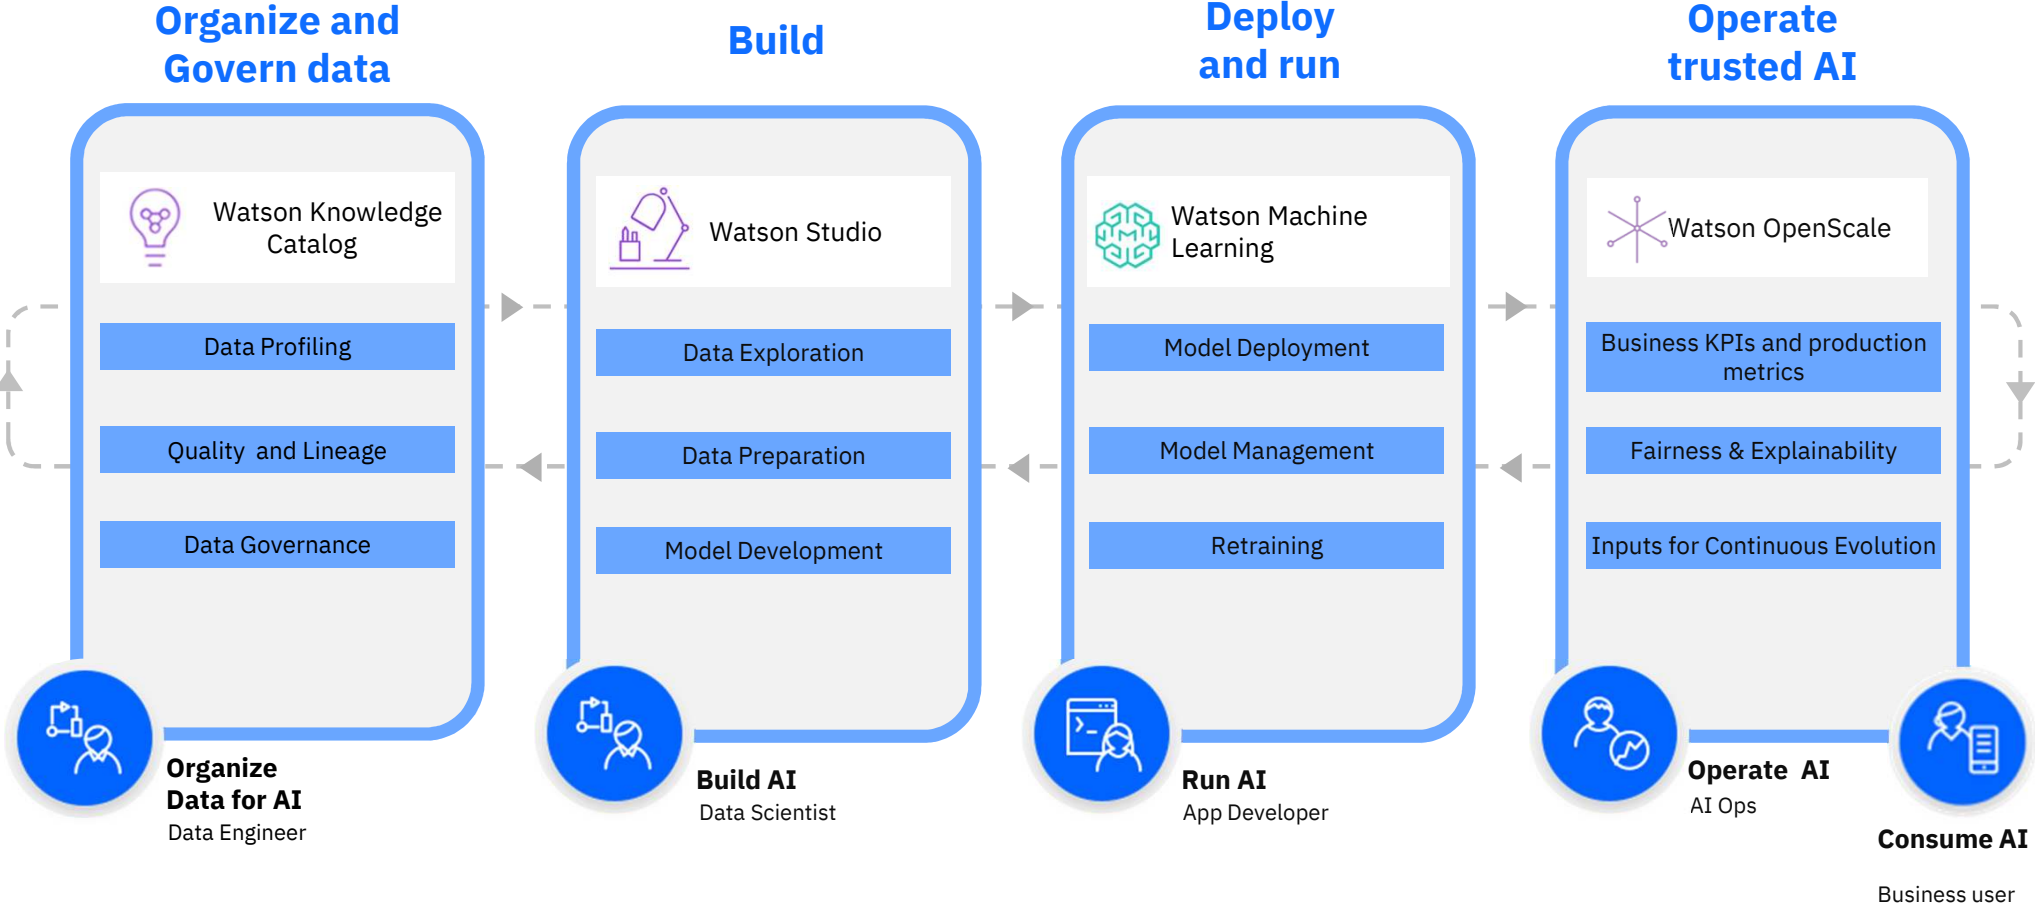 Organize and
Govern data
Build
Deploy
and run
Operate
trusted AI
Watson Knowledge
Catalog
Data Profiling
Quality and Lineage
Data Governance
Organize
Data for AI
Data Engineer
Watson Studio
Data Exploration
Data Preparation
Model Development
Build AI
Data Scientist
Watson Machine
Learning
Model Deployment
Model Management
Retraining
Run AI
App Developer
Watson OpenScale
Business KPIs and production
metrics
Fairness & Explainability
Inputs for Continuous Evolution
Operate AI
AI Ops
Consume AI
Business user